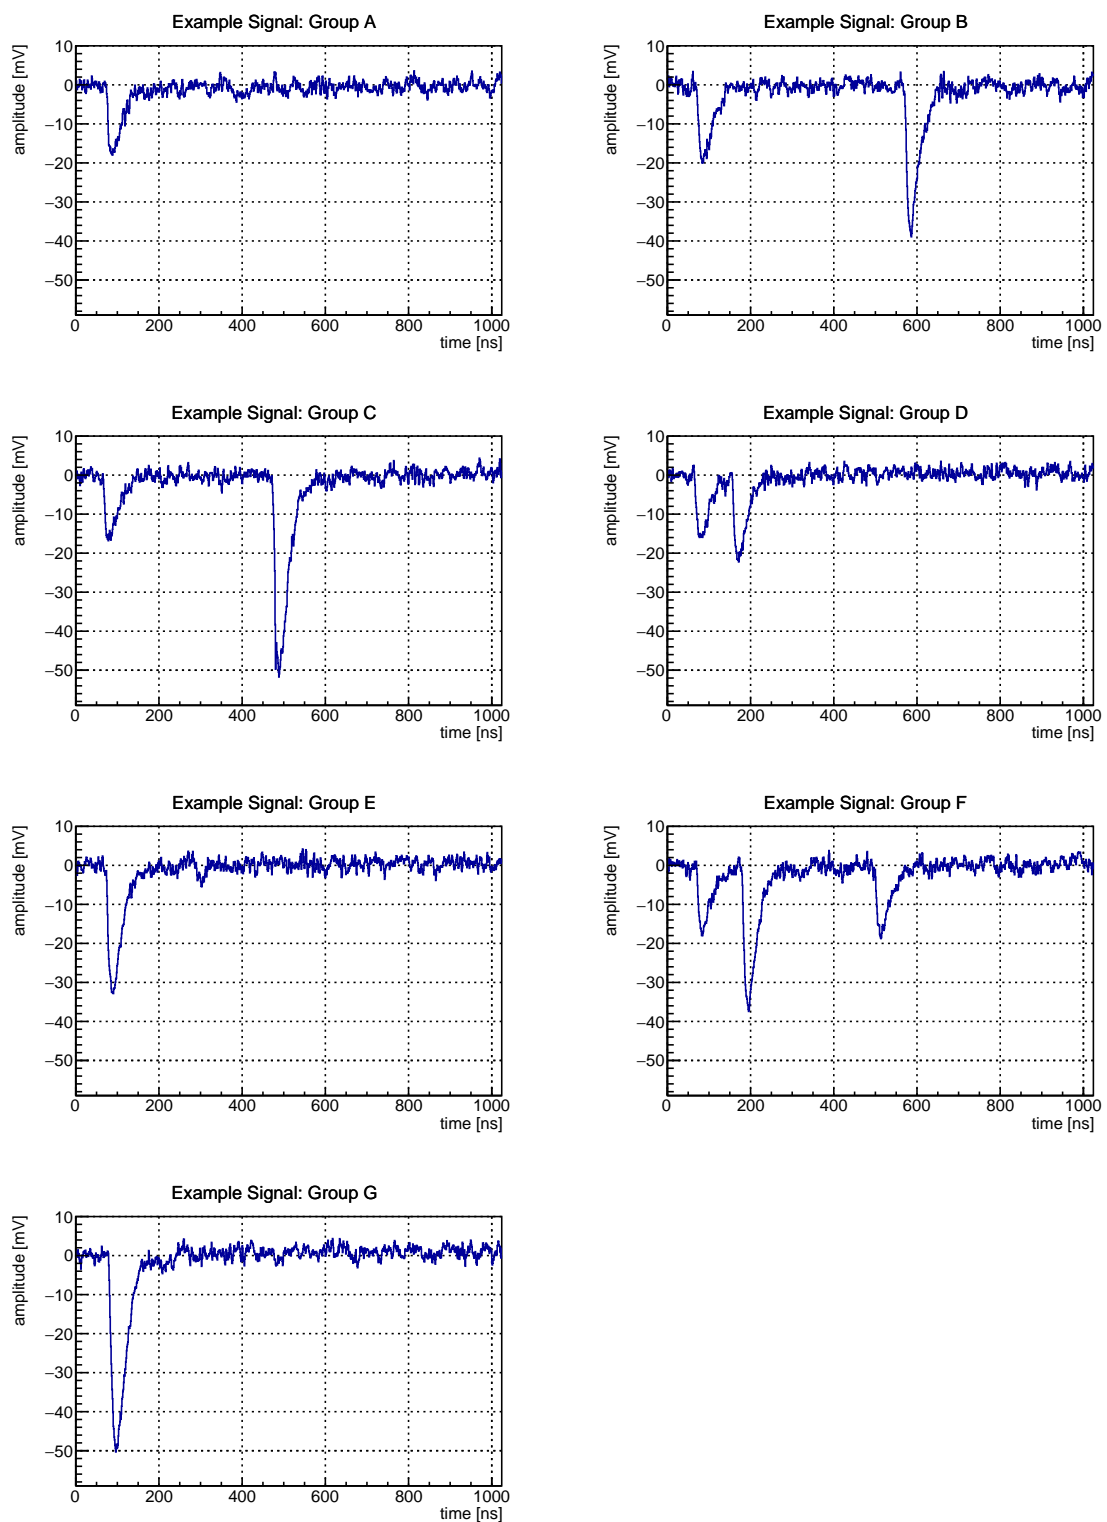 Example Signal: Group A
amplitude [mV]
10
0
−10
−20
−30
−40
−50
0 200 400 600 800 1000
time [ns]
Example Signal: Group B
amplitude [mV]
10
0
−10
−20
−30
−40
−50
0 200 400 600 800 1000
time [ns]
Example Signal: Group C
amplitude [mV]
10
0
−10
−20
−30
−40
−50
0 200 400 600 800 1000
time [ns]
Example Signal: Group D
amplitude [mV]
10
0
−10
−20
−30
−40
−50
0 200 400 600 800 1000
time [ns]
Example Signal: Group E
amplitude [mV]
10
0
−10
−20
−30
−40
−50
0 200 400 600 800 1000
time [ns]
Example Signal: Group F
amplitude [mV]
10
0
−10
−20
−30
−40
−50
0 200 400 600 800 1000
time [ns]
Example Signal: Group G
amplitude [mV]
10
0
−10
−20
−30
−40
−50
0 200 400 600 800 1000
time [ns]